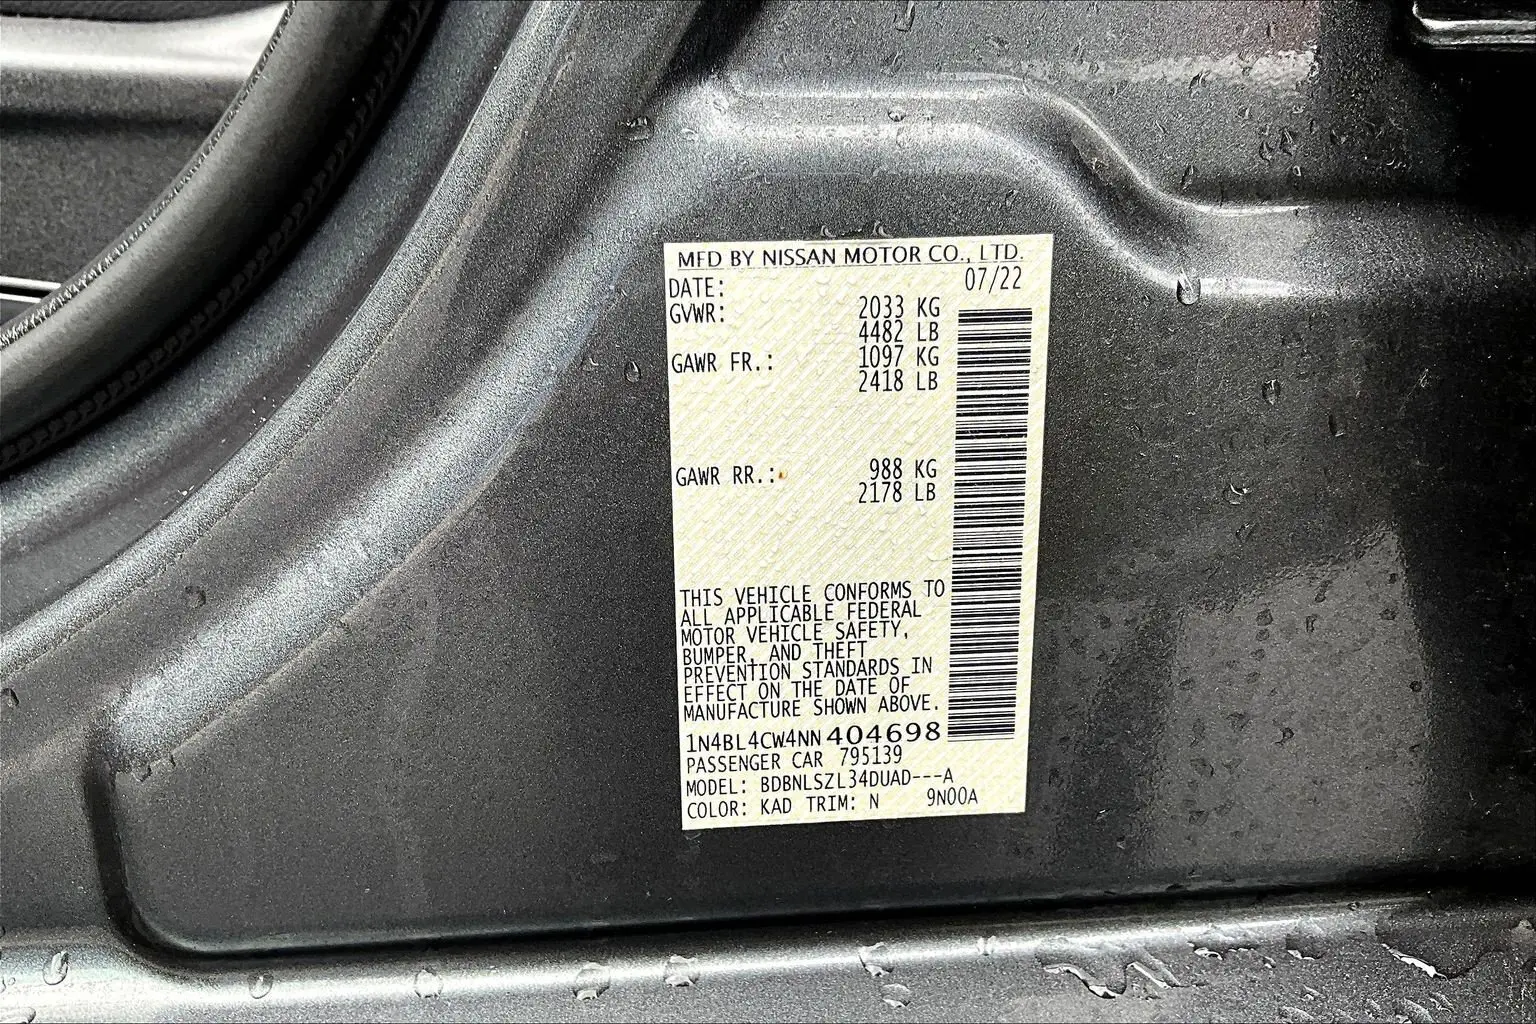 MFD BY NISSAN MOTOR CO., LTD.
DATE: 07/22
GVWR: 2033 KG
4482 LB
GAWR FR.: 1097 KG
2418 LB
GAWR RR.: 988 KG
2178 LB
THIS VEHICLE CONFORMS TO
ALL APPLICABLE FEDERAL
MOTOR VEHICLE SAFETY,
BUMPER, AND THEFT
PREVENTION STANDARDS IN
EFFECT ON THE DATE OF
MANUFACTURE SHOWN ABOVE.
1N4BL4CW4NN404698
PASSENGER CAR 795139
MODEL: BDBNLSZL34DUAD---A
COLOR: KAD TRIM: N 9N00A